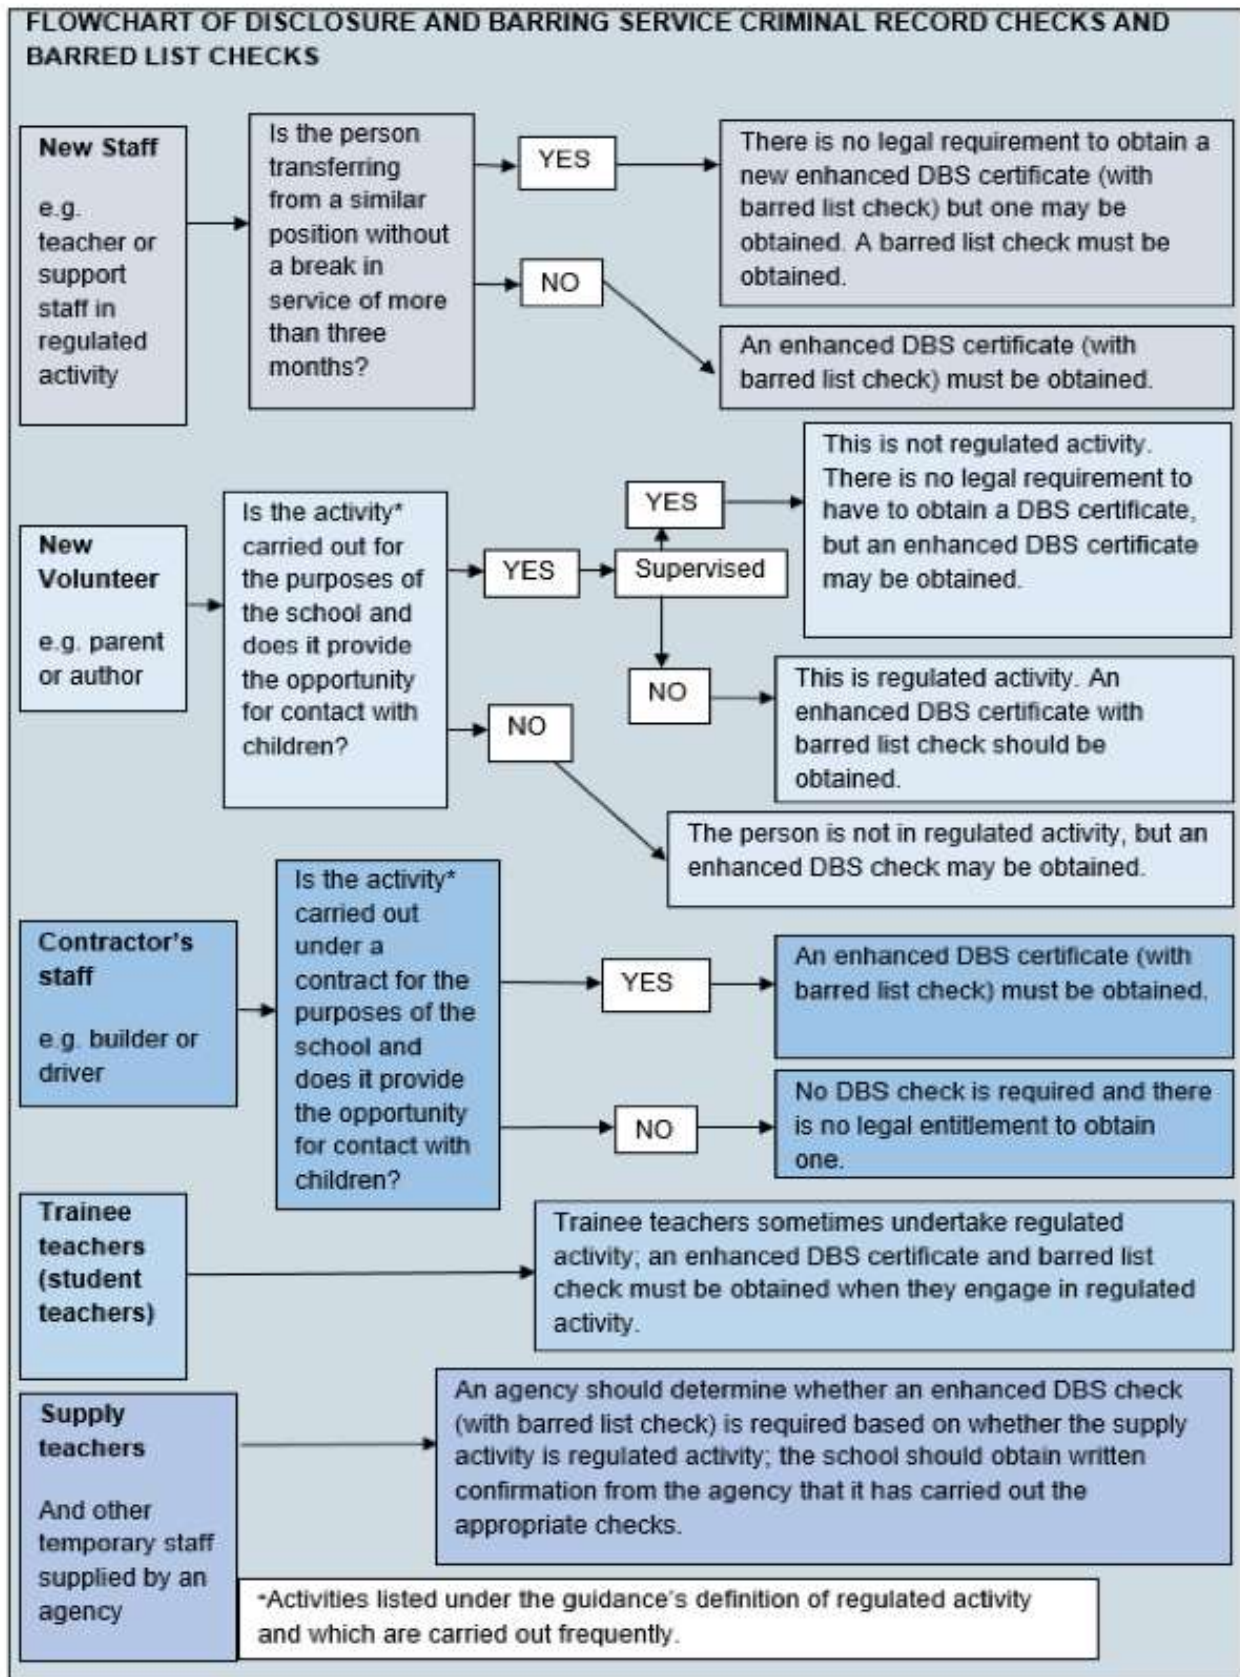 FLOWCHART OF DISCLOSURE AND BARRING SERVICE CRIMINAL RECORD CHECKS AND
BARRED LIST CHECKS
New Staff
e.g.
teacher or
support
staff in
regulated
activity
Is the person
transferring
from a similar
position without
a break in
service of more
than three
months?
YES
There is no legal requirement to obtain a
new enhanced DBS certificate (with
barred list check) but one may be
obtained. A barred list check must be
obtained.
NO
An enhanced DBS certificate (with
barred list check) must be obtained.
New
Volunteer
e.g. parent
or author
Is the activity*
carried out for
the purposes of
the school and
does it provide
the opportunity
for contact with
children?
YES
Supervised
YES
This is not regulated activity.
There is no legal requirement to
have to obtain a DBS certificate,
but an enhanced DBS certificate
may be obtained.
NO
This is regulated activity. An
enhanced DBS certificate with
barred list check should be
obtained.
NO
The person is not in regulated activity, but an
enhanced DBS check may be obtained.
Contractor's
staff
e.g. builder or
driver
Is the activity*
carried out
under a
contract for the
purposes of the
school and
does it provide
the opportunity
for contact with
children?
YES
An enhanced DBS certificate (with
barred list check) must be obtained.
NO
No DBS check is required and there
is no legal entitlement to obtain
one.
Trainee
teachers
(student
teachers)
Trainee teachers sometimes undertake regulated
activity; an enhanced DBS certificate and barred list
check must be obtained when they engage in regulated
activity.
Supply
teachers
And other
temporary staff
supplied by an
agency
An agency should determine whether an enhanced DBS check
(with barred list check) is required based on whether the supply
activity is regulated activity; the school should obtain written
confirmation from the agency that it has carried out the
appropriate checks.
*Activities listed under the guidance's definition of regulated activity
and which are carried out frequently.